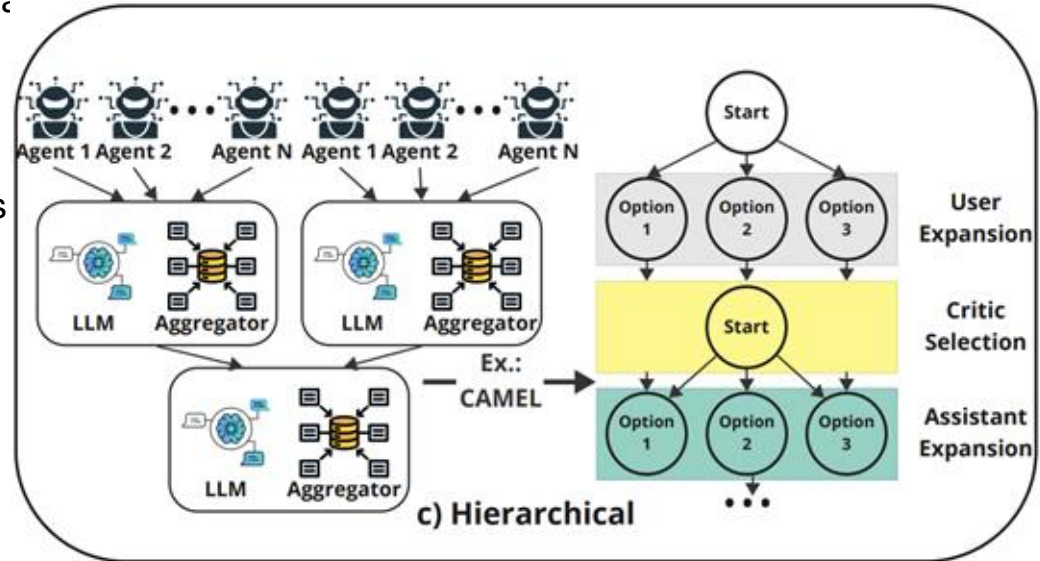 Agent 1 Agent 2 Agent N Agent 1 Agent 2 Agent N
LLM Aggregator
LLM Aggregator
LLM Aggregator
Ex.:
CAMEL
c) Hierarchical
Start
Option
1
Option
2
Option
3
User
Expansion
Start
Critic
Selection
Option
1
Option
2
Option
3
Assistant
Expansion
s